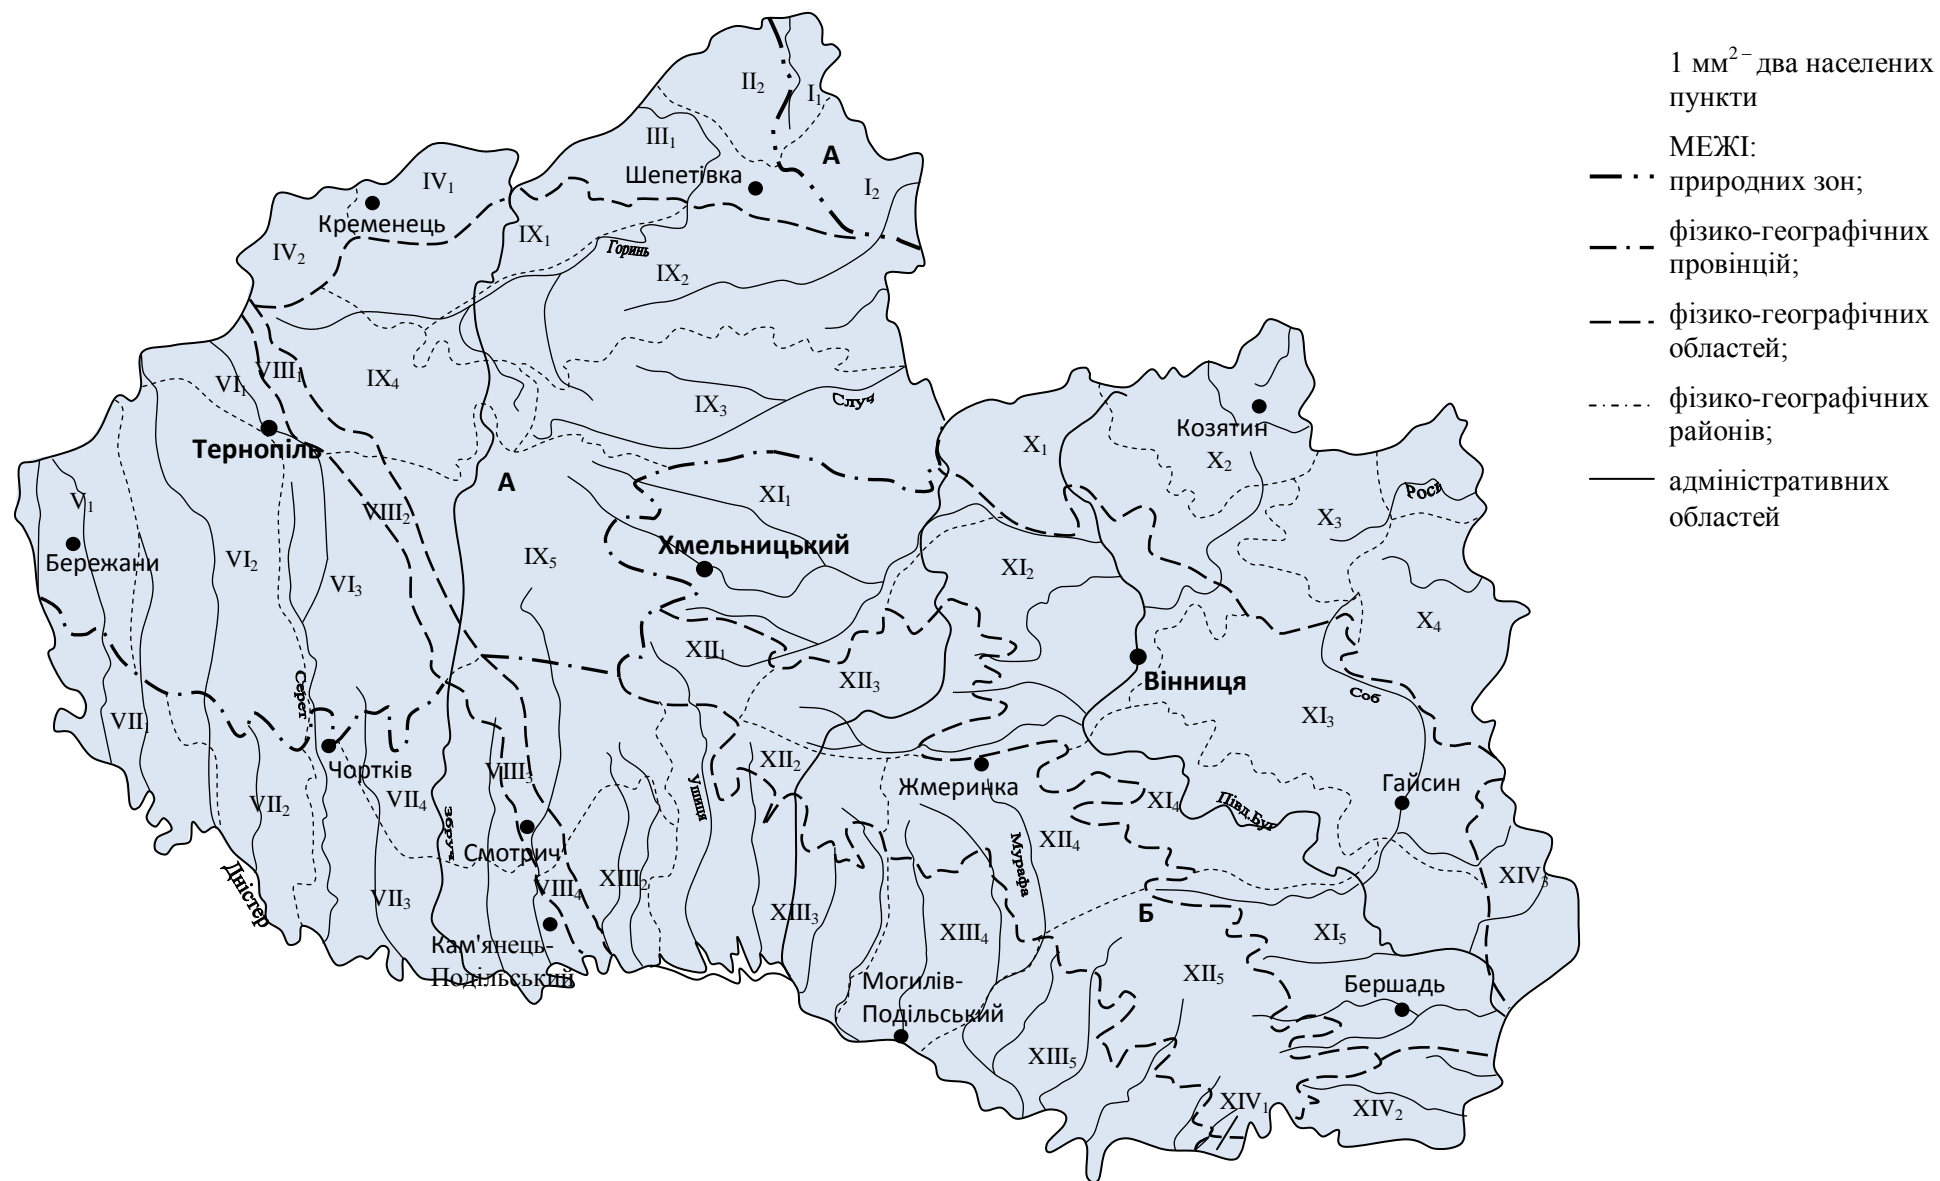 1 мм² – два населених
пункти
МЕЖІ:
природних зон;
фізико-географічних
провінцій;
фізико-географічних
областей;
фізико-географічних
районів;
адміністративних
областей
II₂
I₁
III₁
А
Шепетівка
I₂
IV₁
Кременець
IV₂
IX₁
Горинь
IX₂
VI₁
VIII₁
IX₄
IX₃
Случ
Тернопіль
X₁
Козятин
X₂
Рось
X₃
V₁
А
XI₁
VIII₂
Бережани
VI₂
VI₃
IX₅
Хмельницький
XI₂
X₄
XII₁
XII₃
Вінниця
Серет
Соб
VII₁
XI₃
Чортків
VIII₃
XII₂
Ушиця
Жмеринка
Гайсин
VII₂
VII₄
XI₄
Півд.Буг
Збруч
Смотрич
Мурафа
XII₄
Дністер
VII₃
VIII₄
XIII₂
XIV₃
XIII₃
XIII₄
Б
XI₅
Кам'янець-
Подільський
Могилів-
Подільський
XII₅
Бершадь
XIII₅
XIV₁
XIV₂